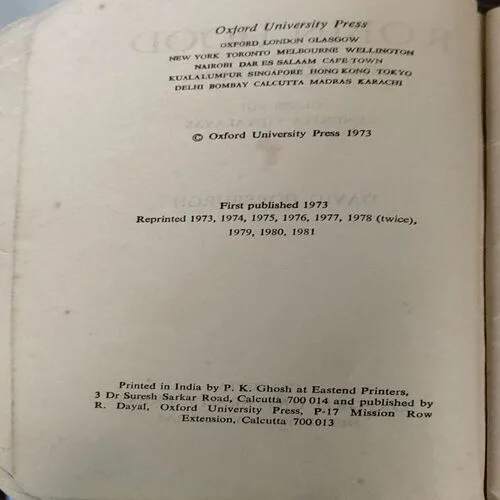 Oxford University Press
OXFORD LONDON GLASGOW
NEW YORK TORONTO MELBOURNE WELLINGTON
NAIROBI DAR ES SALAAM CAPE TOWN
KUALA LUMPUR SINGAPORE HONG KONG TOKYO
DELHI BOMBAY CALCUTTA MADRAS KARACHI
© Oxford University Press 1973
First published 1973
Reprinted 1973, 1974, 1975, 1976, 1977, 1978 (twice),
1979, 1980, 1981
Printed in India by P. K. Ghosh at Eastend Printers,
3 Dr Suresh Sarkar Road, Calcutta 700 014 and published by
R. Dayal, Oxford University Press, P-17 Mission Row
Extension, Calcutta 700 013